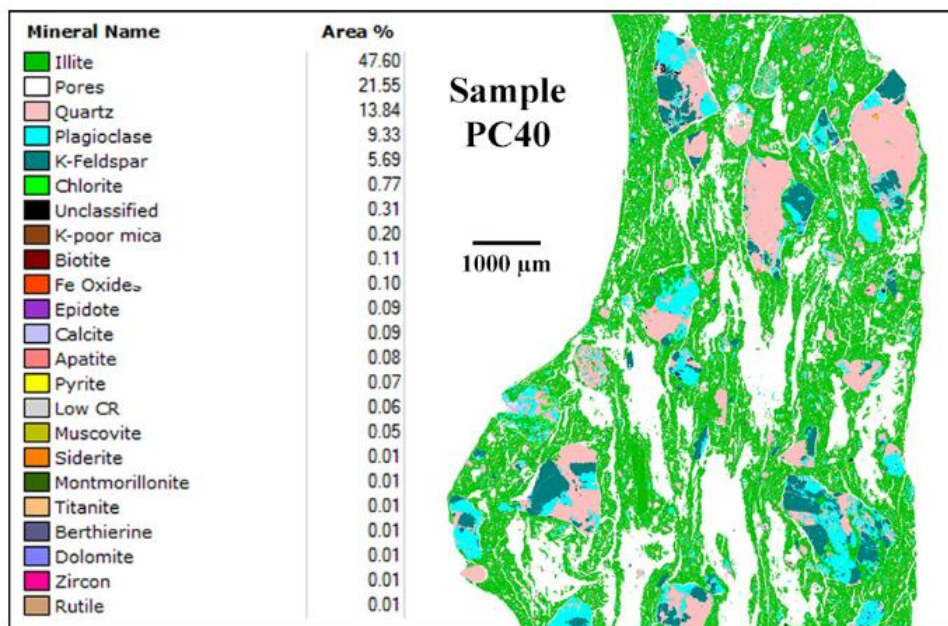 Mineral Name Area %
Illite 47.60
Pores 21.55
Quartz 13.84
Plagioclase 9.33
K-Feldspar 5.69
Chlorite 0.77
Unclassified 0.31
K-poor mica 0.20
Biotite 0.11
Fe Oxides 0.10
Epidote 0.09
Calcite 0.09
Apatite 0.08
Pyrite 0.07
Low CR 0.06
Muscovite 0.05
Siderite 0.01
Montmorillonite 0.01
Titanite 0.01
Berthierine 0.01
Dolomite 0.01
Zircon 0.01
Rutile 0.01
Sample
PC40
1000 µm